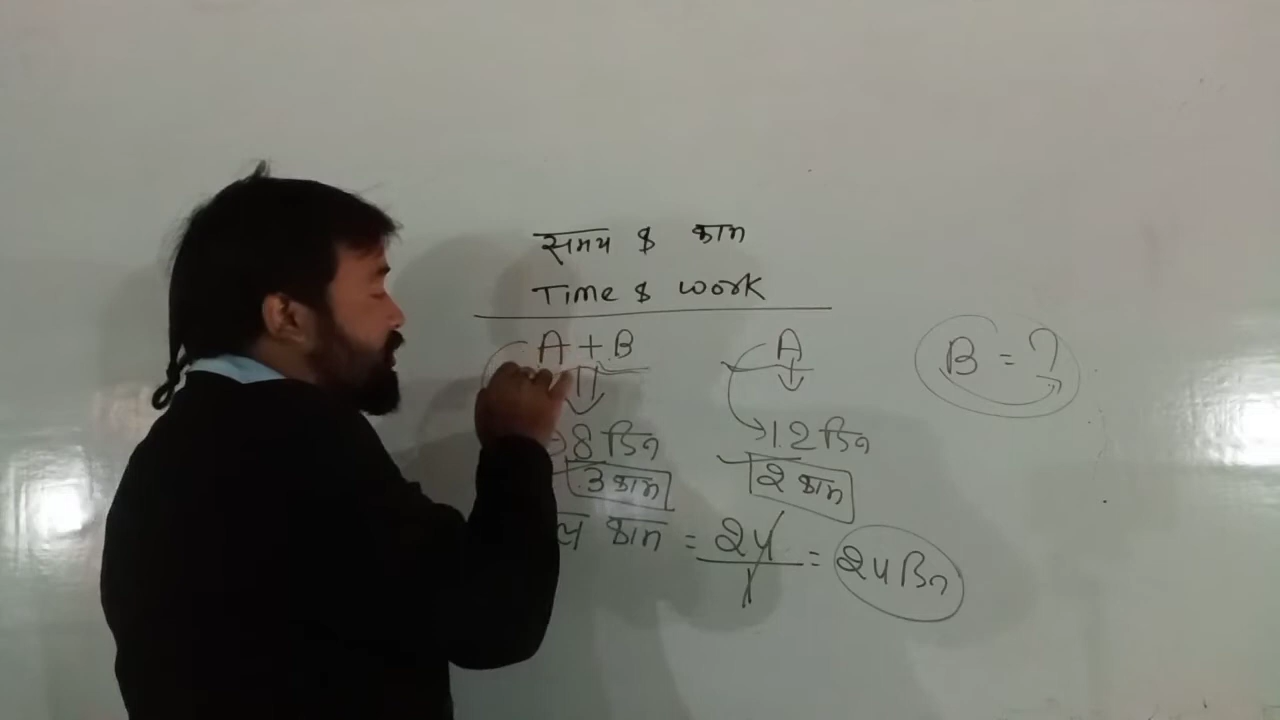 समय & काम
Time & work
A + B
A
B = ?
8 दिन
12 दिन
3 काम
2 काम
काम = 24/1 = 24 दिन